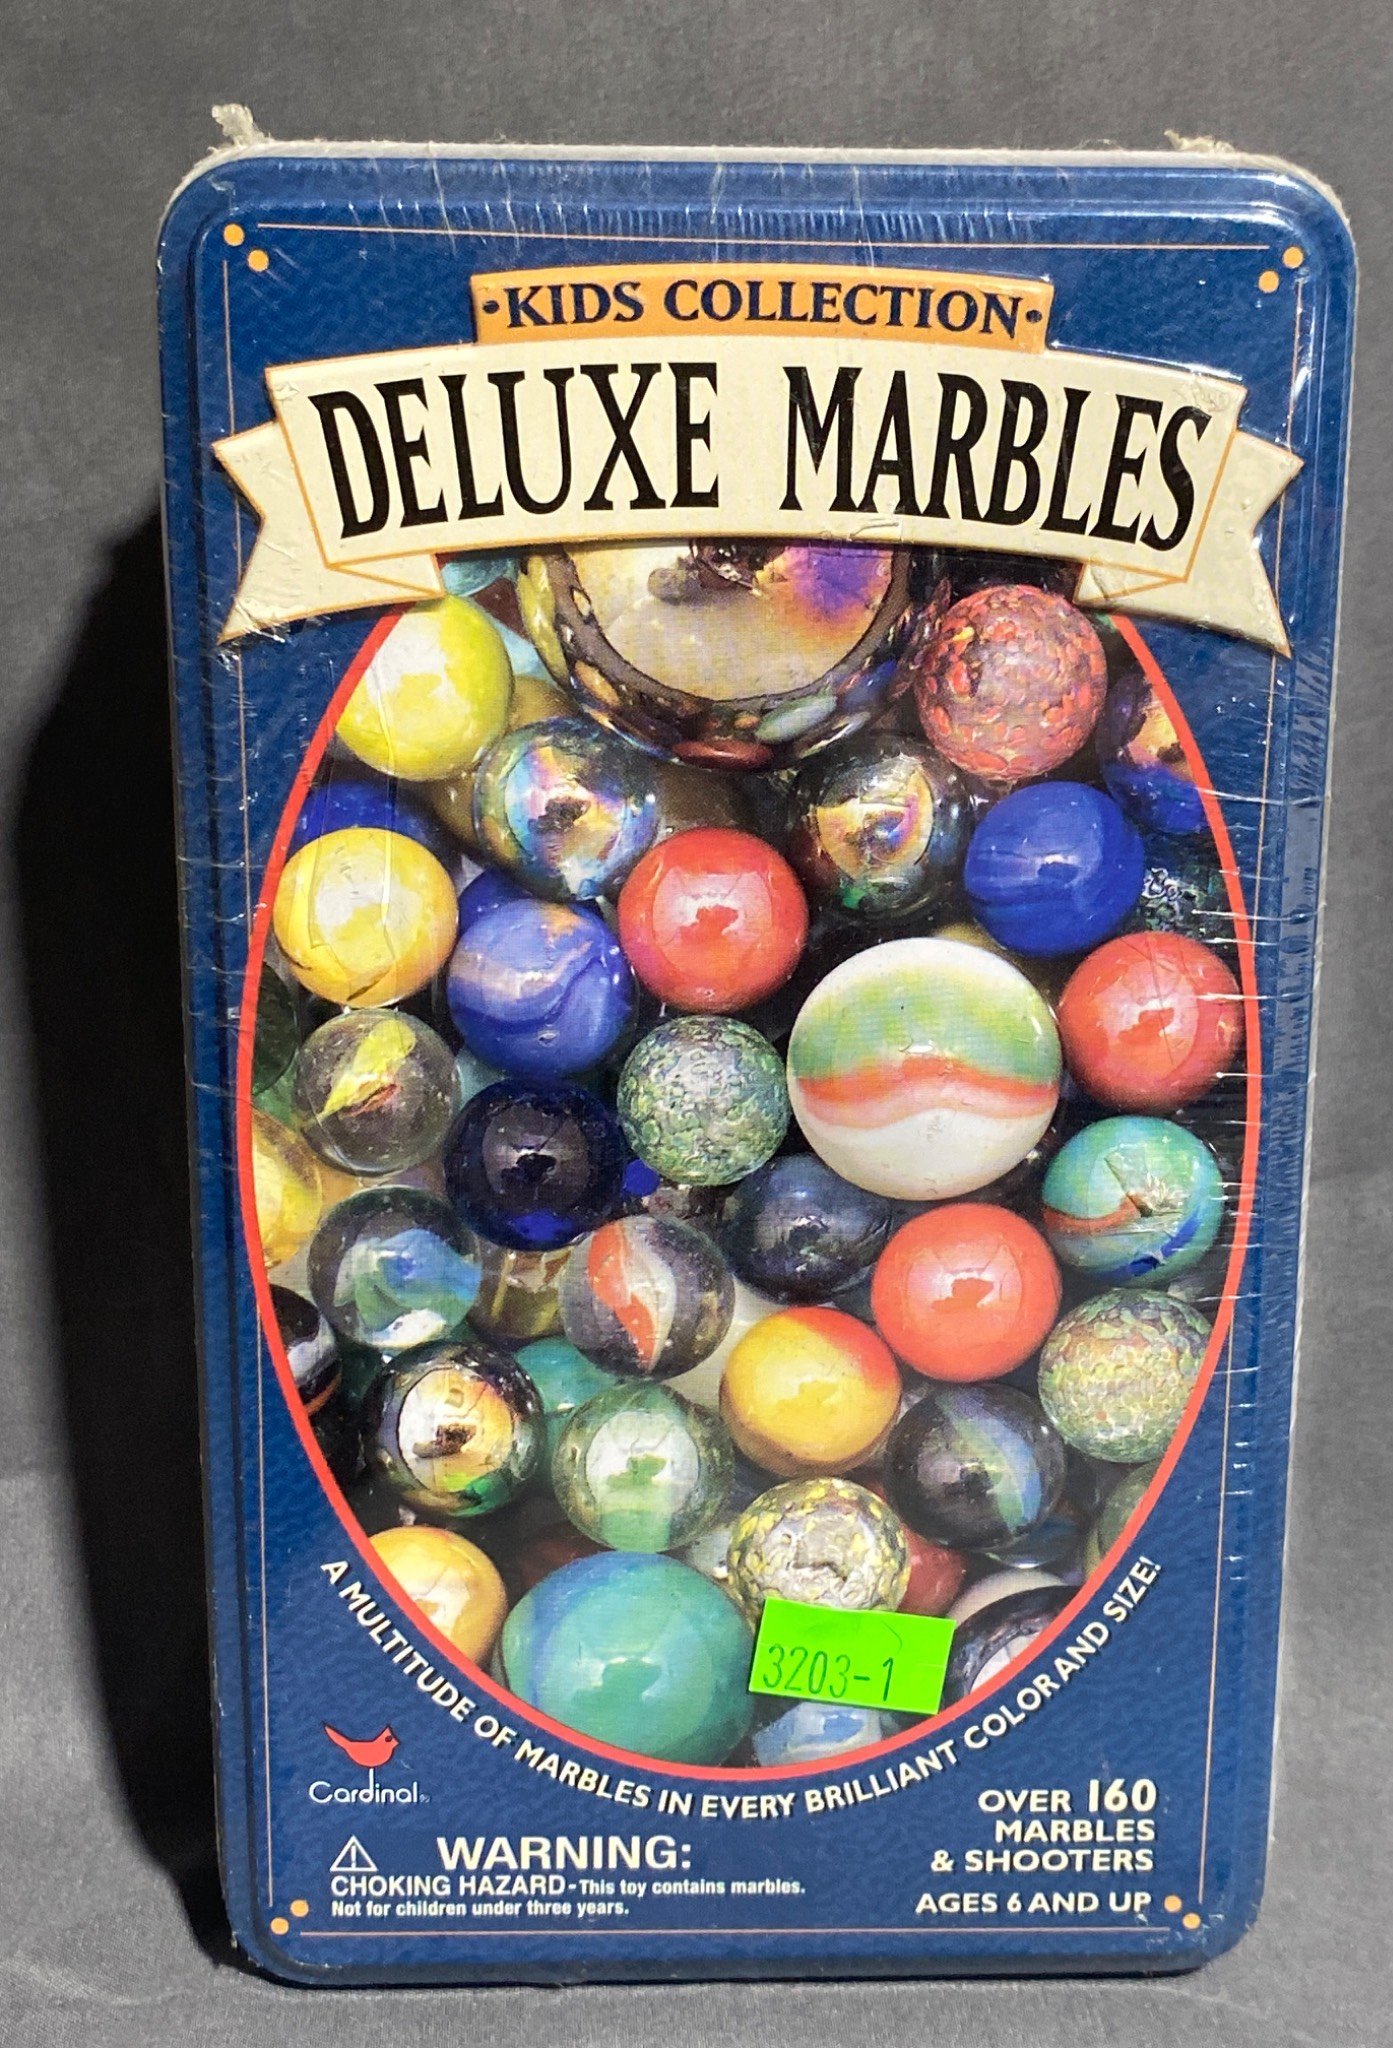 •KIDS COLLECTION•
DELUXE MARBLES
3203-1
A MULTITUDE OF MARBLES IN EVERY BRILLIANT COLOR AND SIZE!
Cardinal
OVER 160
MARBLES
& SHOOTERS
AGES 6 AND UP
WARNING:
CHOKING HAZARD-This toy contains marbles.
Not for children under three years.